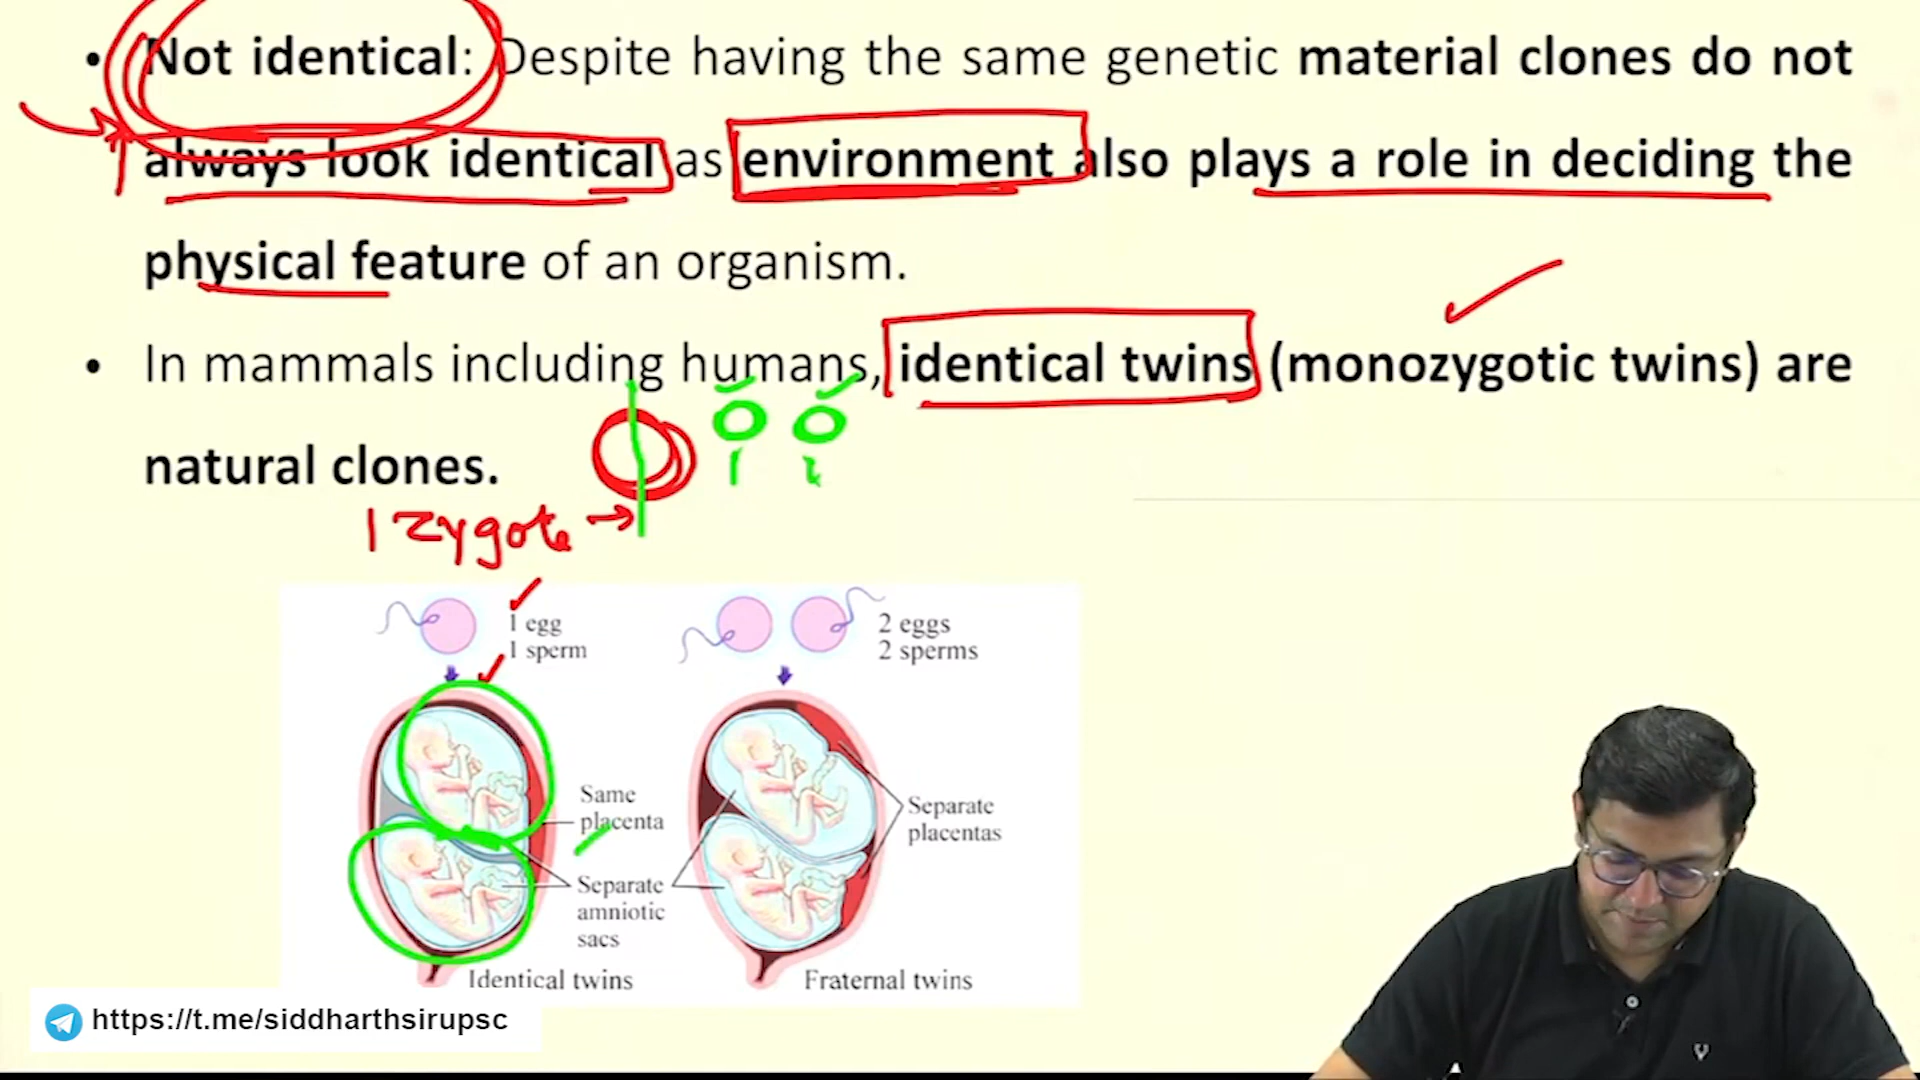 • Not identical: Despite having the same genetic material clones do not
always look identical as environment also plays a role in deciding the
physical feature of an organism.
• In mammals including humans, identical twins (monozygotic twins) are
natural clones.
1 2
1 zygote →
1 egg
1 sperm
2 eggs
2 sperms
Same
placenta
Separate
placentas
Separate
amniotic
sacs
Identical twins
Fraternal twins
https://t.me/siddharthsirupsc